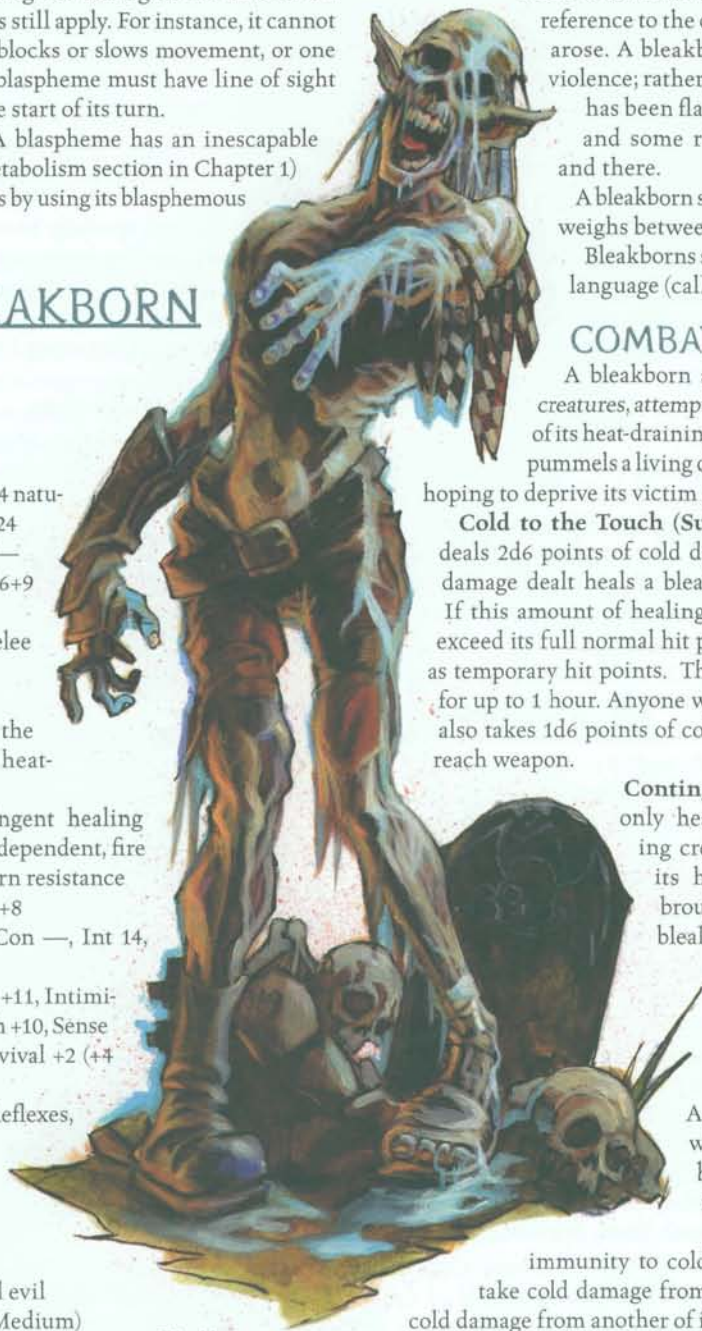 s still apply. For instance, it cannot
blocks or slows movement, or one
blaspheme must have line of sight
e start of its turn.
A blaspheme has an inescapable
etabolism section in Chapter 1)
s by using its blasphemous
AKBORN
4 natu-
24
—
6+9
elee
the
heat-
ngent healing
dependent, fire
rn resistance
+8
Con —, Int 14,
+11, Intimi-
n +10, Sense
vival +2 (+4
eflexes,
l evil
Medium)
reference to the
arose. A bleakb
violence; rather
has been fla
and some r
and there.
A bleakborn s
weighs between
Bleakborns s
language (call
COMBA
A bleakborn a
creatures, attemp
of its heat-draining
pummels a living c
hoping to deprive its victim
Cold to the Touch (Su
deals 2d6 points of cold d
damage dealt heals a blea
If this amount of healing
exceed its full normal hit p
as temporary hit points. Th
for up to 1 hour. Anyone w
also takes 1d6 points of co
reach weapon.
Contin
only hea
ing cre
its h
brou
bleal
A
w
b
immunity to cold
take cold damage from
cold damage from another of i